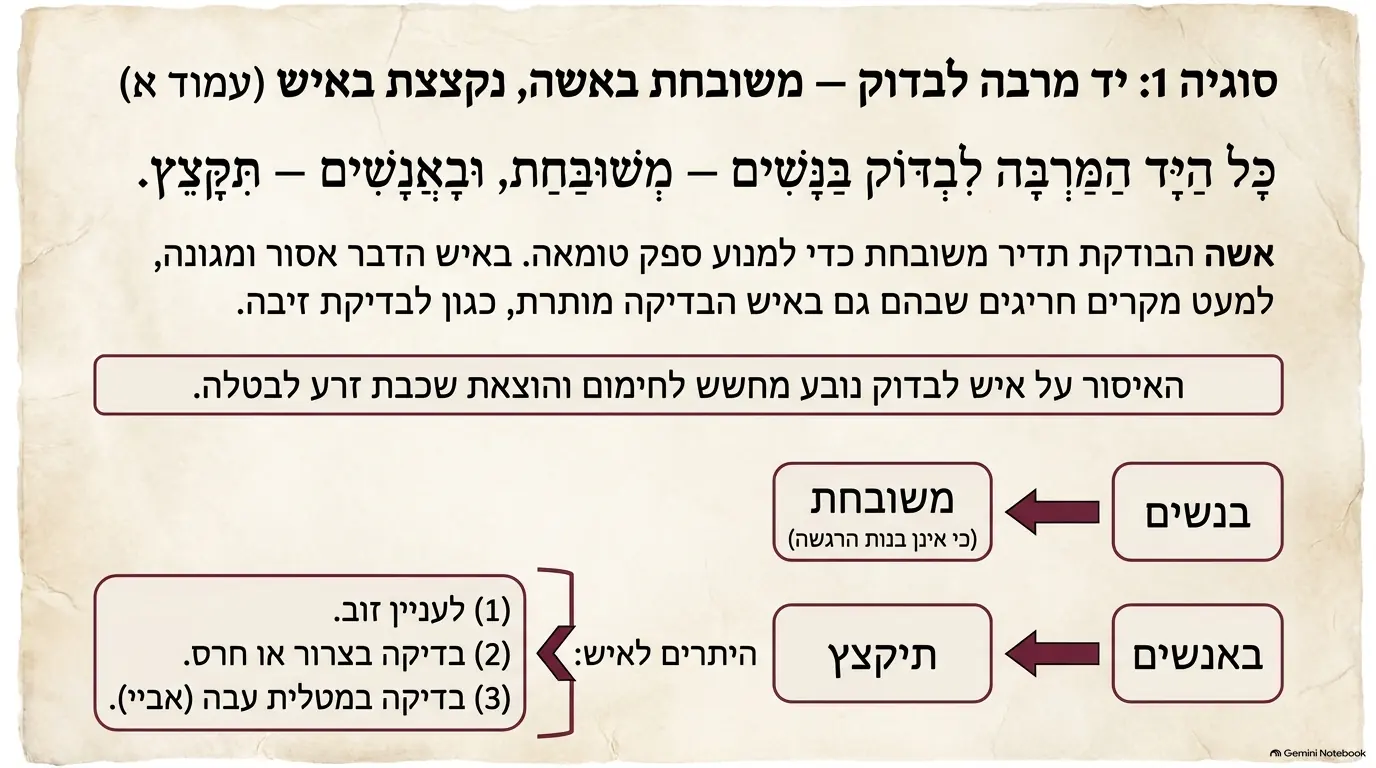 סוגיה 1: יד מרבה לבדוק – משובחת באשה, נקצצת באיש (עמוד א)
כָּל הַיָּד הַמַּרְבָּה לִבְדּוֹק בַּנָּשִׁים – מְשׁוּבַּחַת, וּבָאֲנָשִׁים – תִּקָּצֵץ.
אשה הבודקת תדיר משובחת כדי למנוע ספק טומאה. באיש הדבר אסור ומגונה,
למעט מקרים חריגים שבהם גם באיש הבדיקה מותרת, כגון לבדיקת זיבה.
האיסור על איש לבדוק נובע מחשש לחימום והוצאת שכבת זרע לבטלה.
בנשים
משובחת
(כי אינן בנות הרגשה)
באנשים
תיקצץ
היתרים לאיש:
(1) לעניין זוב.
(2) בדיקה בצרור או חרס.
(3) בדיקה במטלית עבה (אביי).
Gemini Notebook